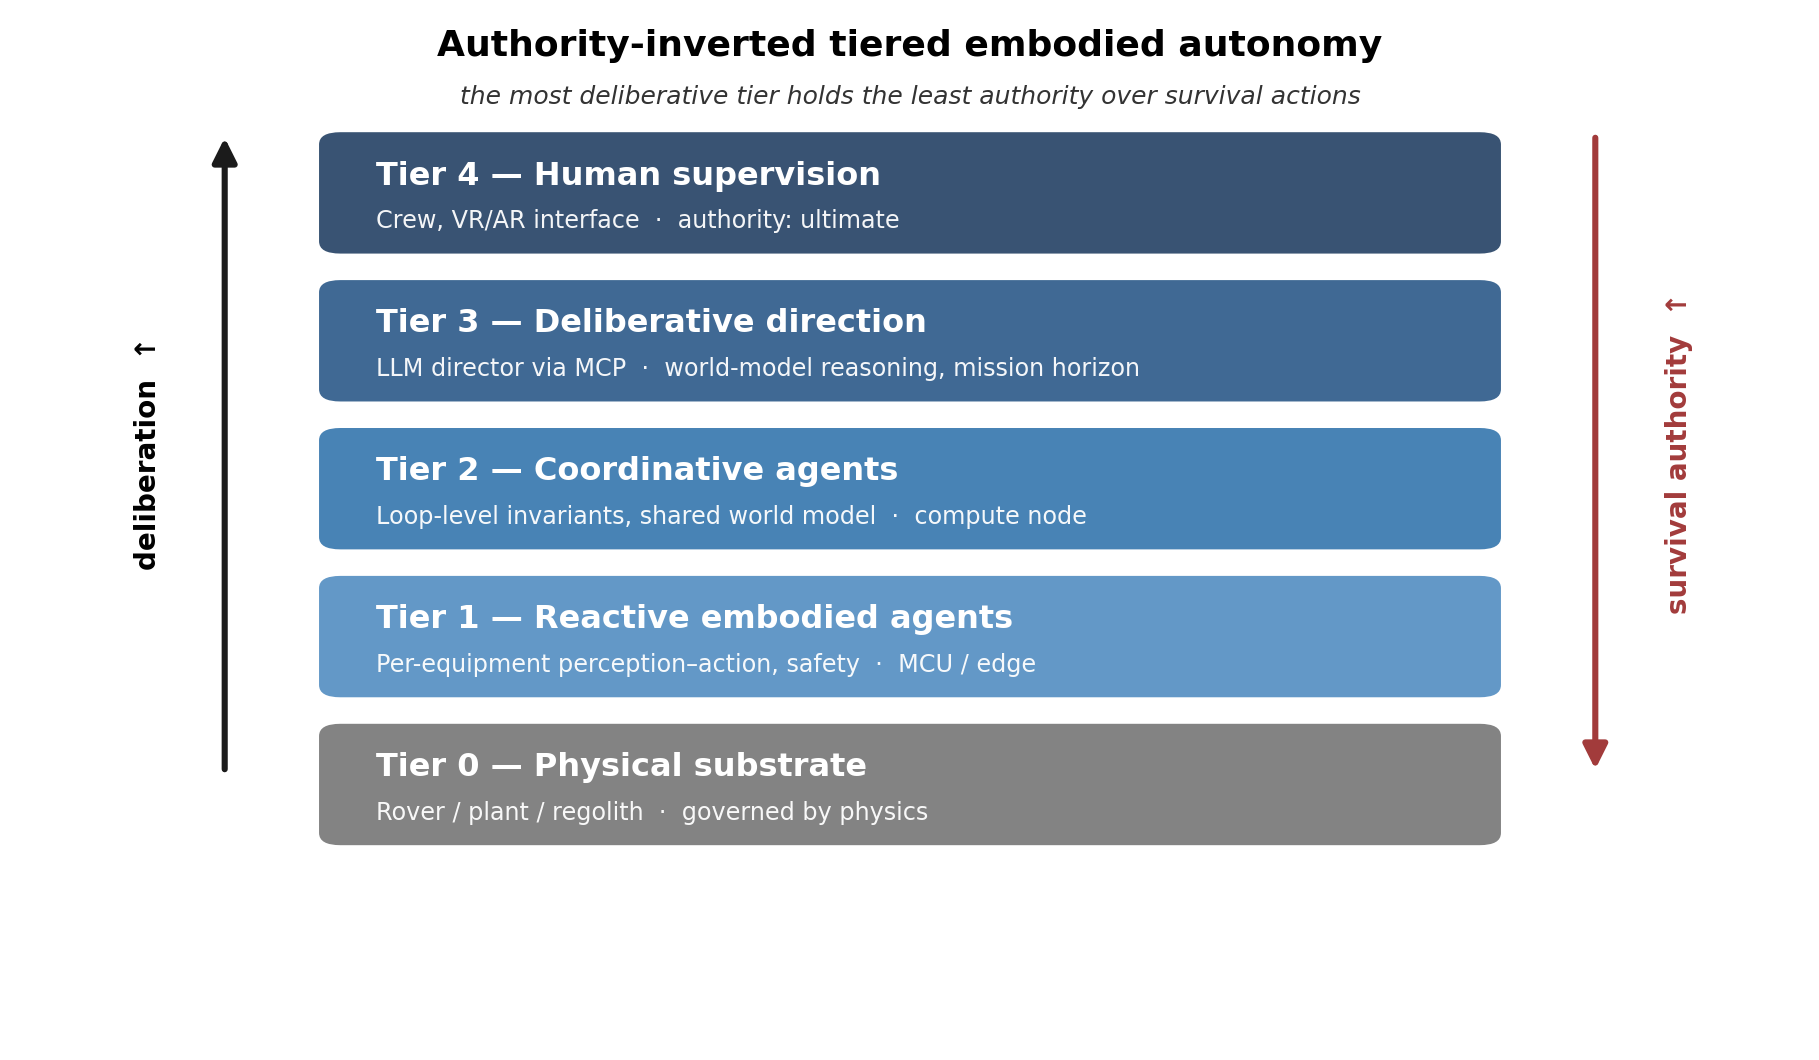 Authority-inverted tiered embodied autonomy
the most deliberative tier holds the least authority over survival actions
Tier 4 — Human supervision
Crew, VR/AR interface · authority: ultimate
Tier 3 — Deliberative direction
LLM director via MCP · world-model reasoning, mission horizon
Tier 2 — Coordinative agents
Loop-level invariants, shared world model · compute node
Tier 1 — Reactive embodied agents
Per-equipment perception–action, safety · MCU / edge
Tier 0 — Physical substrate
Rover / plant / regolith · governed by physics
deliberation →
survival authority →